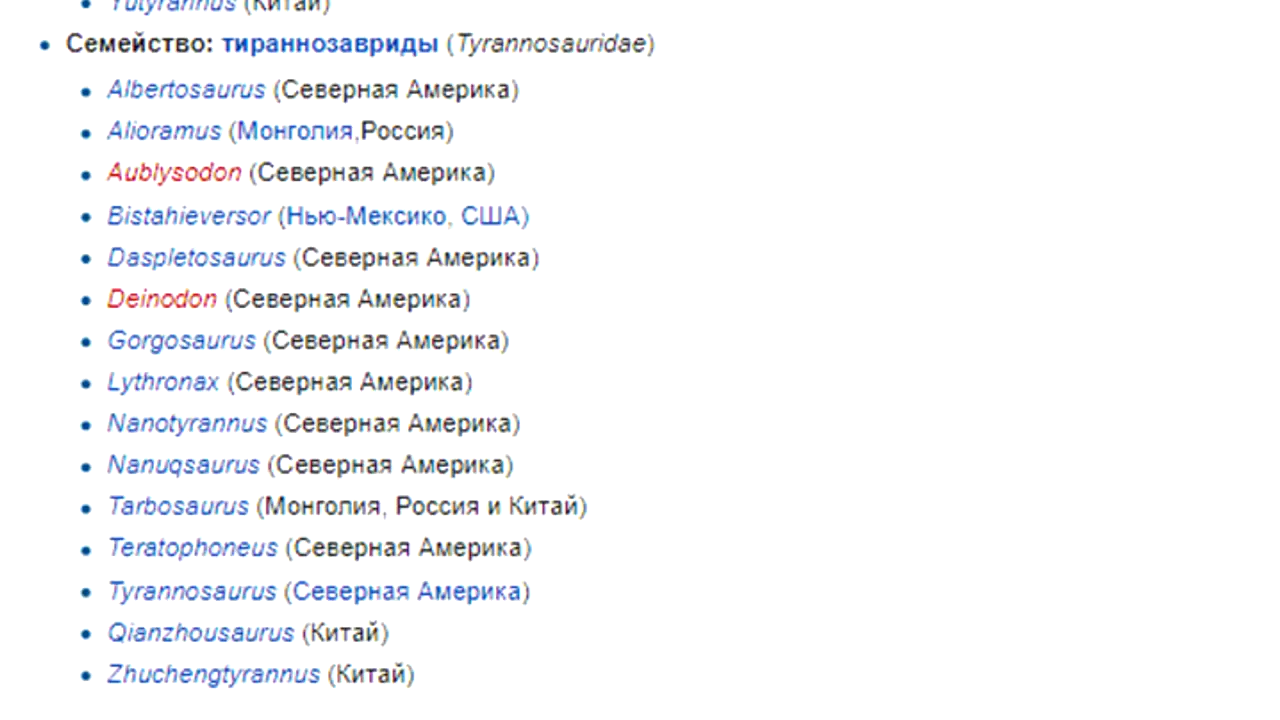 Yutyrannus (Китай)
Семейство: тираннозавриды (Tyrannosauridae)
Albertosaurus (Северная Америка)
Alioramus (Монголия,Россия)
Aublysodon (Северная Америка)
Bistahieversor (Нью-Мексико, США)
Daspletosaurus (Северная Америка)
Deinodon (Северная Америка)
Gorgosaurus (Северная Америка)
Lythronax (Северная Америка)
Nanotyrannus (Северная Америка)
Nanuqsaurus (Северная Америка)
Tarbosaurus (Монголия, Россия и Китай)
Teratophoneus (Северная Америка)
Tyrannosaurus (Северная Америка)
Qianzhousaurus (Китай)
Zhuchengtyrannus (Китай)